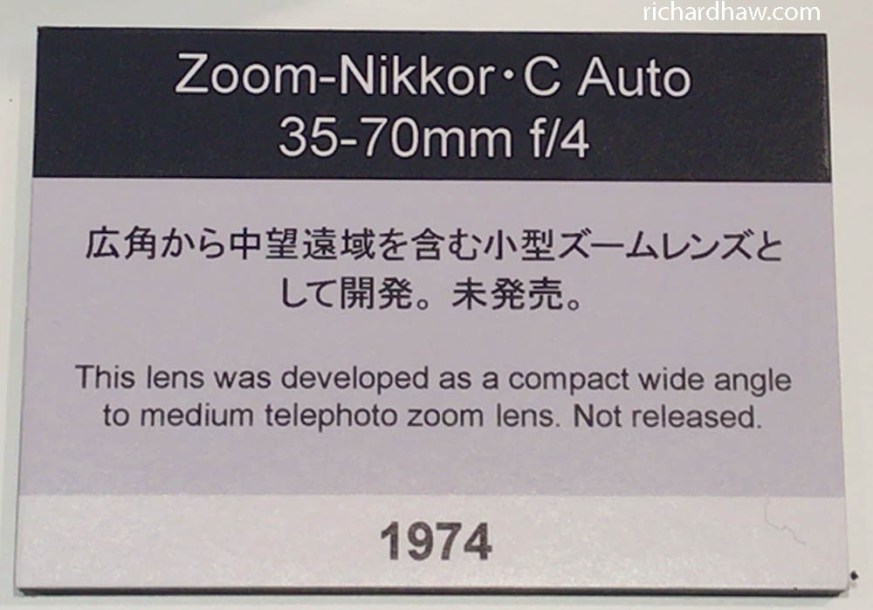 richardhaw.com
Zoom-Nikkor・C Auto
35-70mm f/4
広角から中望遠域を含む小型ズームレンズと
して開発。未発売。
This lens was developed as a compact wide angle
to medium telephoto zoom lens. Not released.
1974